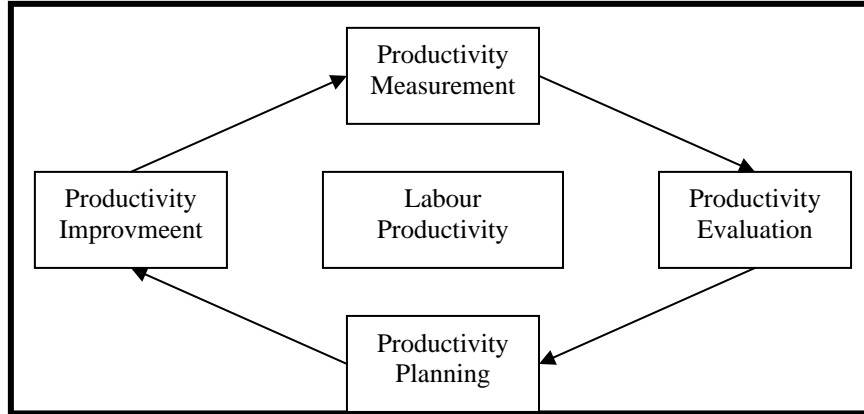 Productivity
Measurement
Productivity
Improvmeent
Labour
Productivity
Productivity
Evaluation
Productivity
Planning